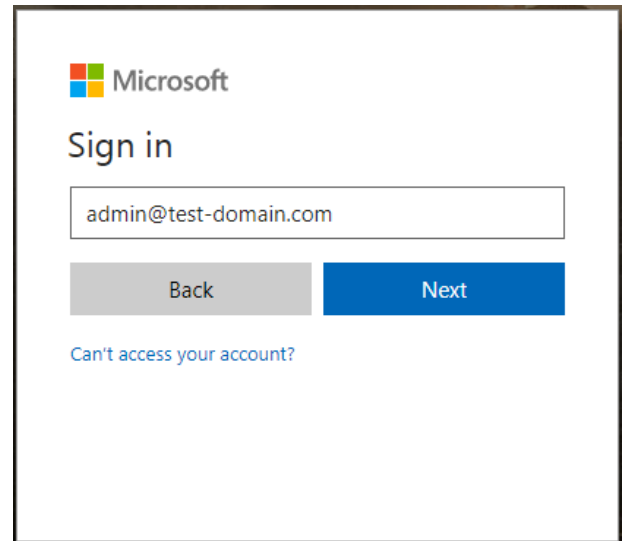 Microsoft
Sign in
admin@test-domain.com
Back
Next
Can't access your account?